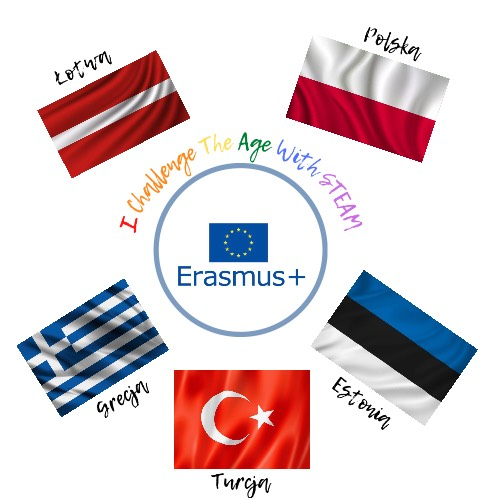 Łotwa
Polska
I Challenge The Age With STEAM
Erasmus+
Grecja
Estonia
Turcja